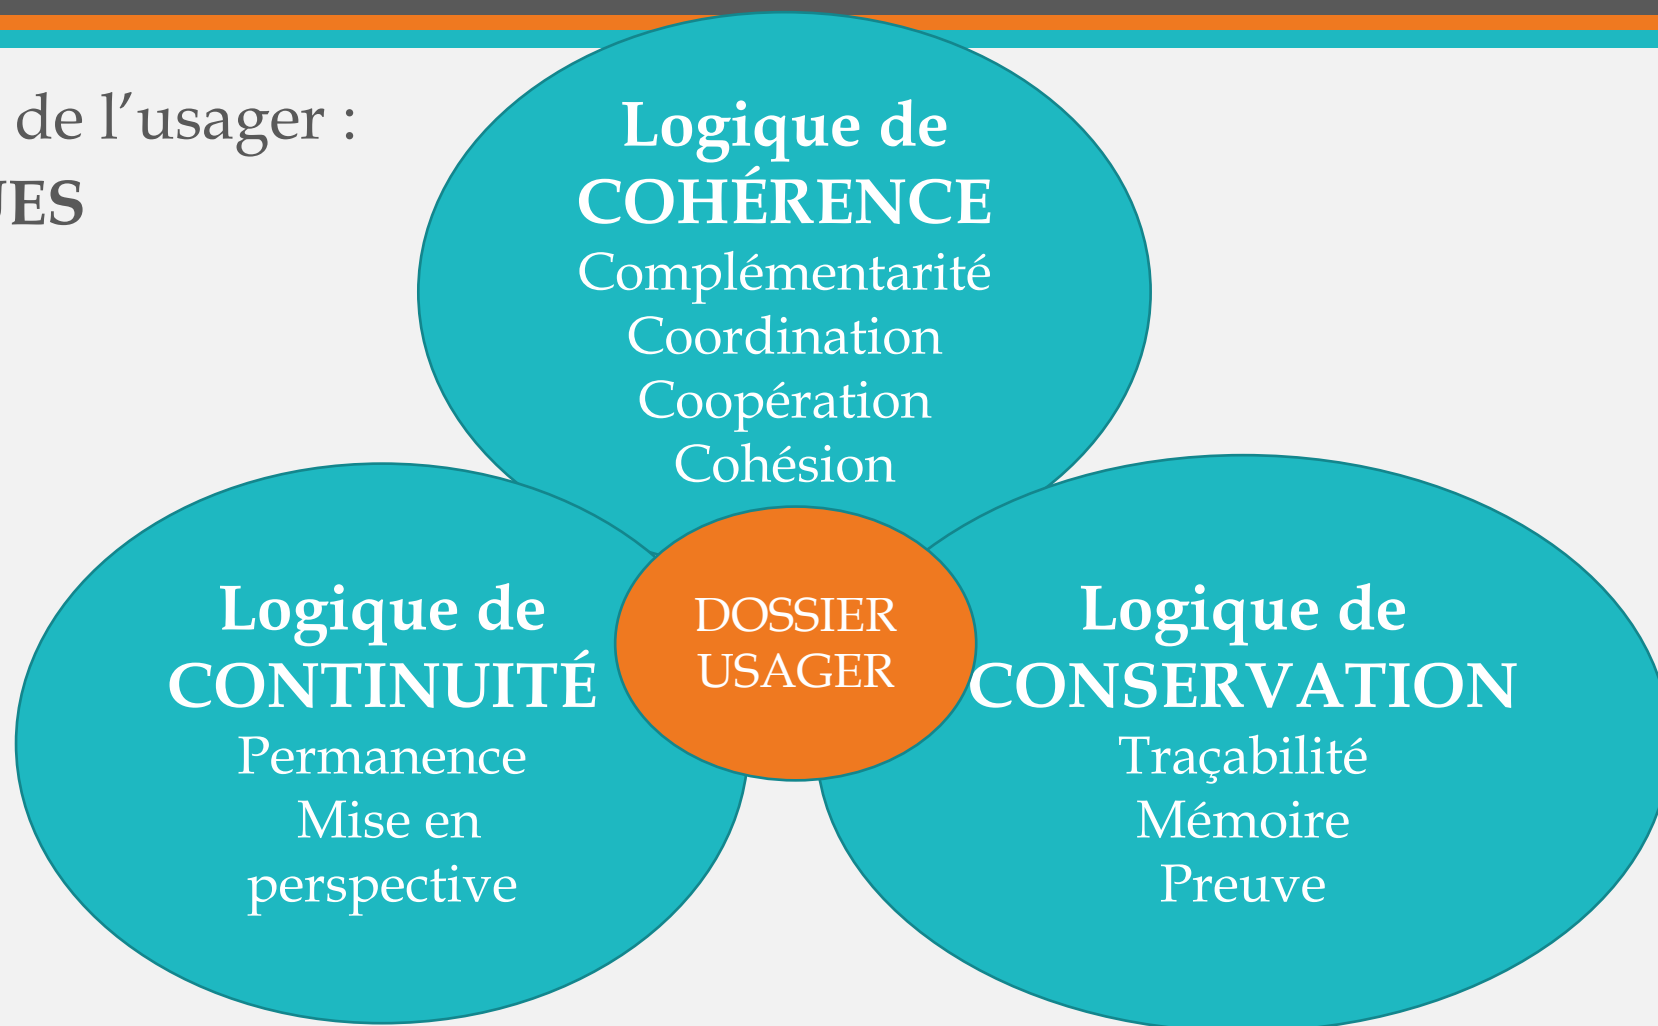 de l’usager :
UES
Logique de
COHÉRENCE
Complémentarité
Coordination
Coopération
Cohésion
Logique de
CONTINUITÉ
Permanence
Mise en
perspective
DOSSIER
USAGER
Logique de
CONSERVATION
Traçabilité
Mémoire
Preuve